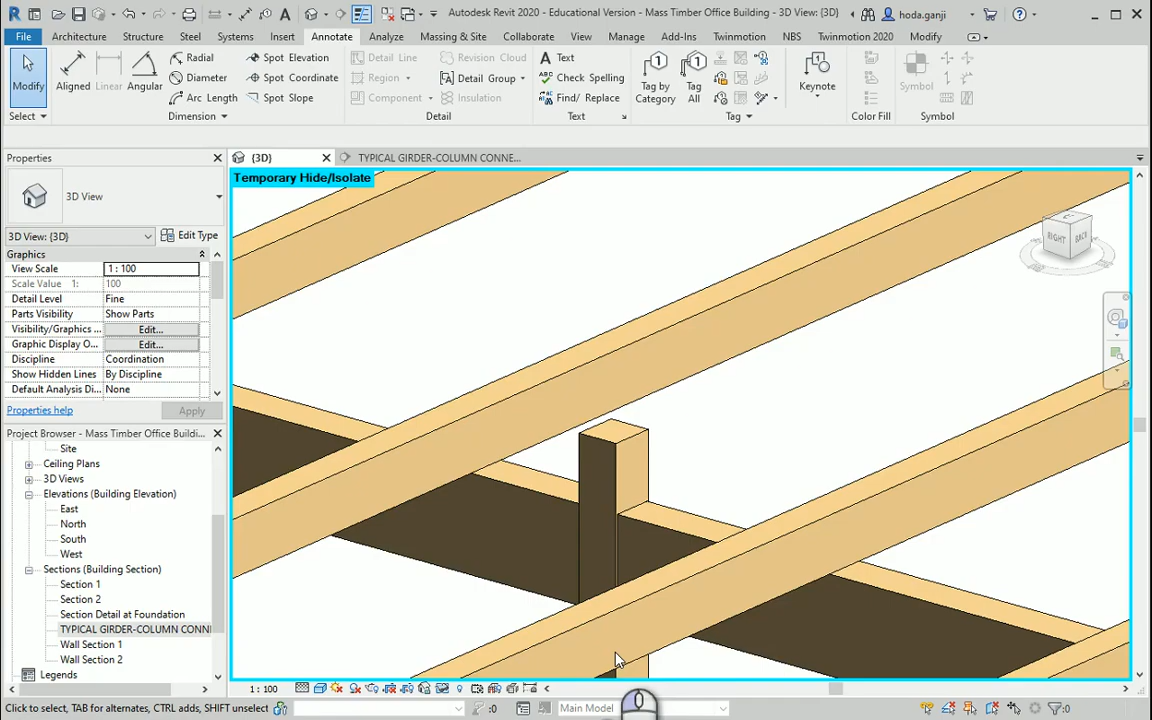 Autodesk Revit 2020 - Educational Version - Mass Timber Office Building - 3D View: {3D}
hoda.ganji
File Architecture Structure Steel Systems Insert Annotate Analyze Massing & Site Collaborate View Manage Add-Ins Twinmotion NBS Twinmotion 2020 Modify
Modify
Select
Aligned Linear Angular
Radial
Diameter
Arc Length
Spot Elevation
Spot Coordinate
Spot Slope
Dimension
Detail Line
Region
Component
Revision Cloud
Detail Group
Insulation
Detail
Text
Check Spelling
Find/ Replace
Text
Tag by
Category
Tag
All
Tag
Keynote
Color Fill
Symbol
Symbol
Properties
{3D}
TYPICAL GIRDER-COLUMN CONNE...
Temporary Hide/Isolate
3D View
3D View: {3D} Edit Type
Graphics
View Scale 1 : 100
Scale Value 1: 100
Detail Level Fine
Parts Visibility Show Parts
Visibility/Graphics ... Edit...
Graphic Display O... Edit...
Discipline Coordination
Show Hidden Lines By Discipline
Default Analysis Di... None
Properties help Apply
Project Browser - Mass Timber Office Buildi...
Site
Ceiling Plans
3D Views
Elevations (Building Elevation)
East
North
South
West
Sections (Building Section)
Section 1
Section 2
Section Detail at Foundation
TYPICAL GIRDER-COLUMN CONNI
Wall Section 1
Wall Section 2
Legends
RIGHT BACK
1 : 100
Click to select, TAB for alternates, CTRL adds, SHIFT unselect
:0
Main Model
:0